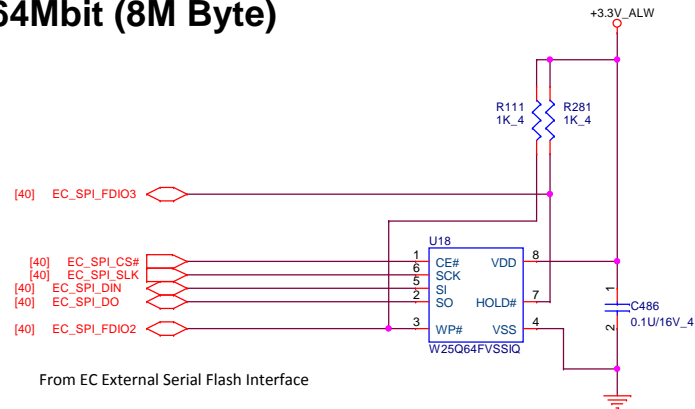 64Mbit (8M Byte)
+3.3V_ALW
R111
1K_4
R281
1K_4
[40] EC_SPI_FDIO3
U18
[40] EC_SPI_CS# 1 CE# VDD 8
[40] EC_SPI_SLK 6 SCK
[40] EC_SPI_DIN 5 SI
[40] EC_SPI_DO 2 SO HOLD# 7
[40] EC_SPI_FDIO2 3 WP# VSS 4
W25Q64FVSSIQ
1
C486
0.1U/16V_4
2
From EC External Serial Flash Interface